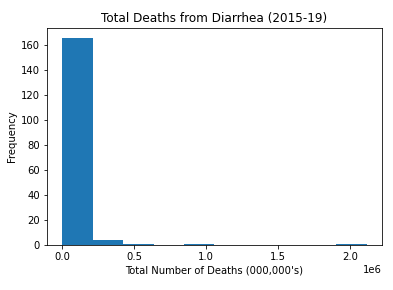 Total Deaths from Diarrhea (2015-19)
Frequency
160
140
120
100
80
60
40
20
0
0.0 0.5 1.0 1.5 2.0
1e6
Total Number of Deaths (000,000's)